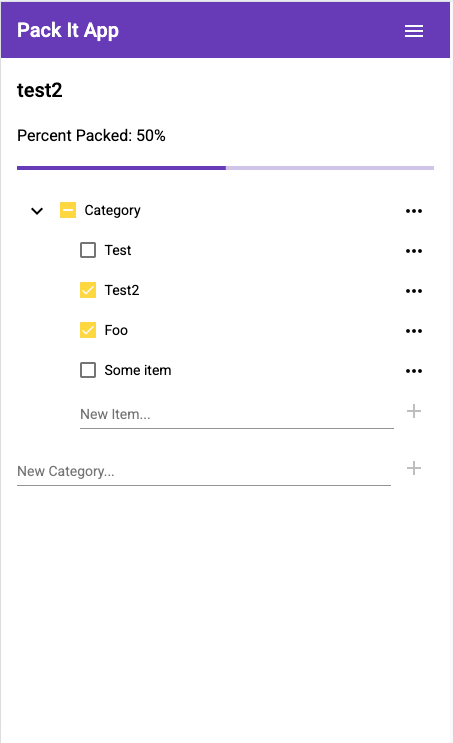 Pack It App
test2
Percent Packed: 50%
Category
Test
Test2
Foo
Some item
New Item...
New Category...